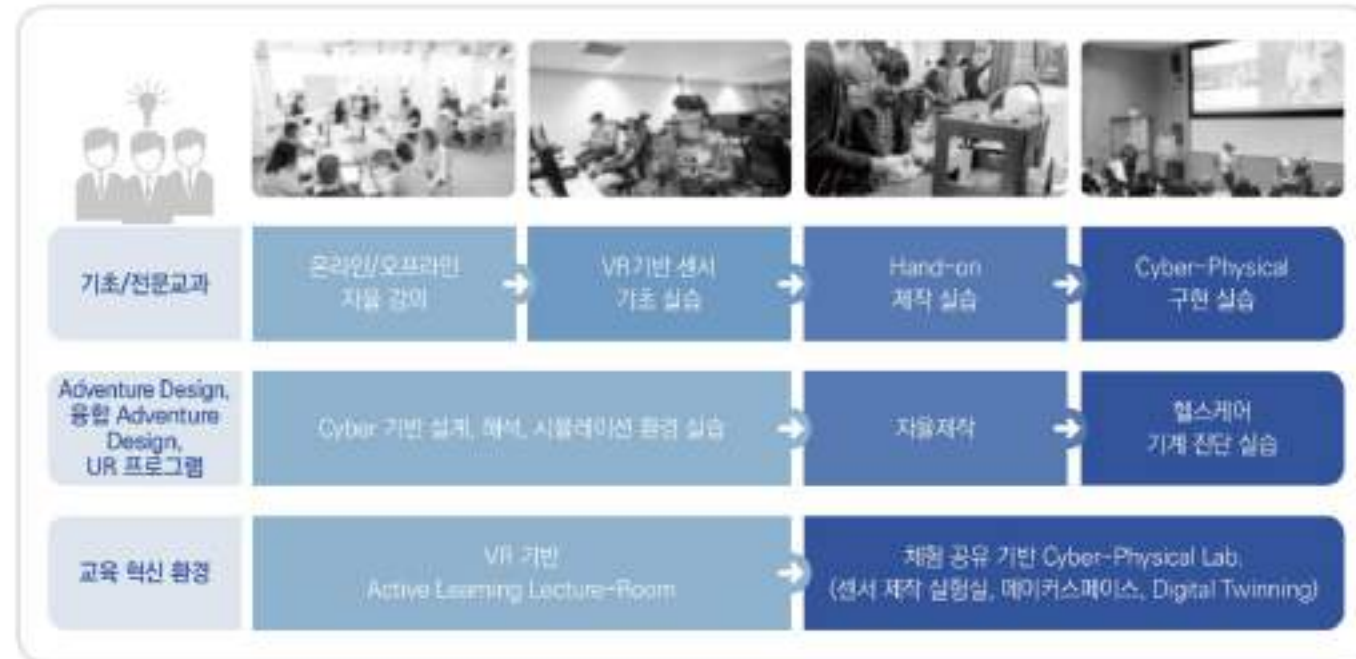 기초/전문교과
온라인/오프라인
자율 강의
VR기반 센서
기초 실습
Hand-on
제작 실습
Cyber-Physical
구현 실습
Adventure Design,
융합 Adventure
Design,
UR 프로그램
Cyber 기반 설계, 해석, 시뮬레이션 환경 실습
자율제작
헬스케어
기계 진단 실습
교육 혁신 환경
VR 기반
Active Learning Lecture-Room
체험 공유 기반 Cyber-Physical Lab.
(센서 제작 실험실, 메이커스페이스, Digital Twinning)